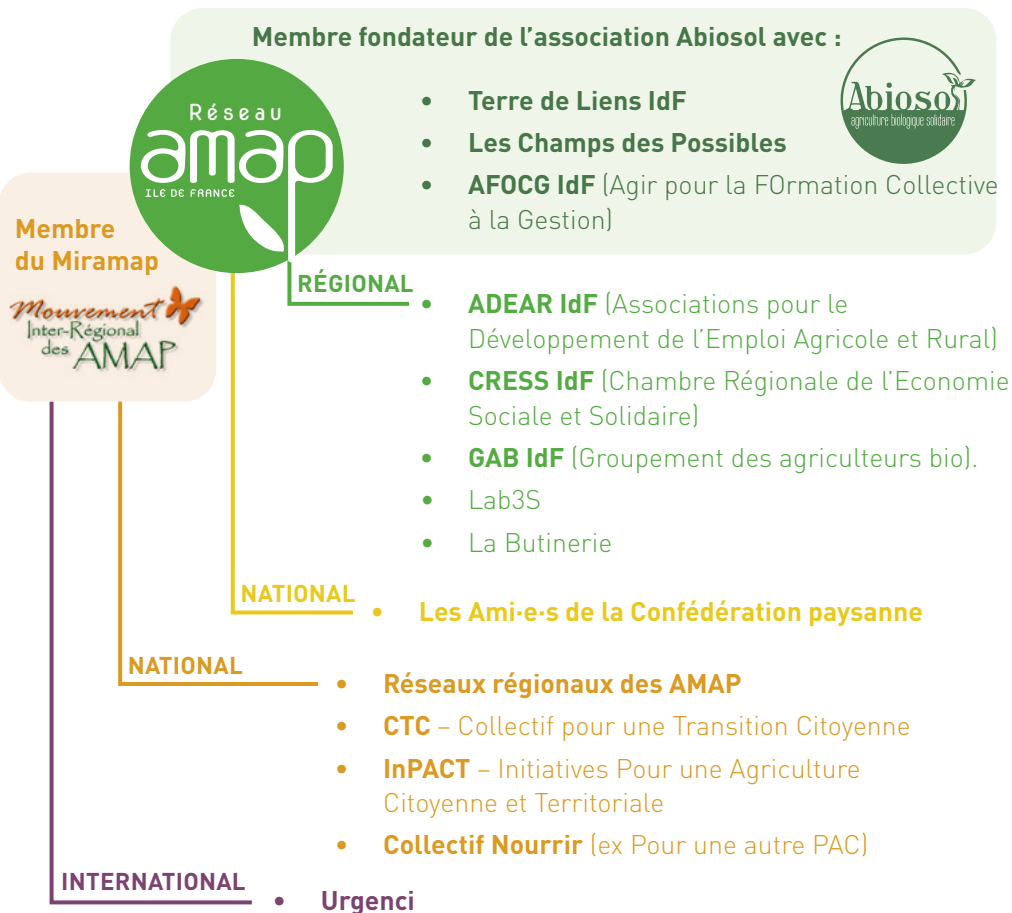 Membre fondateur de l’association Abiosol avec :
Abiosol
agriculture biologique solidaire
Réseau
amap
ILE DE FRANCE
• Terre de Liens IdF
• Les Champs des Possibles
• AFOCG IdF (Agir pour la FOrmation Collective
à la Gestion)
Membre
du Miramap
Mouvement
Inter-Régional
des AMAP
RÉGIONAL
• ADEAR IdF (Associations pour le
Développement de l’Emploi Agricole et Rural)
• CRESS IdF (Chambre Régionale de l’Economie
Sociale et Solidaire)
• GAB IdF (Groupement des agriculteurs bio).
• Lab3S
• La Butinerie
NATIONAL
• Les Ami·e·s de la Confédération paysanne
NATIONAL
• Réseaux régionaux des AMAP
• CTC – Collectif pour une Transition Citoyenne
• InPACT – Initiatives Pour une Agriculture
Citoyenne et Territoriale
• Collectif Nourrir (ex Pour une autre PAC)
INTERNATIONAL
• Urgenci